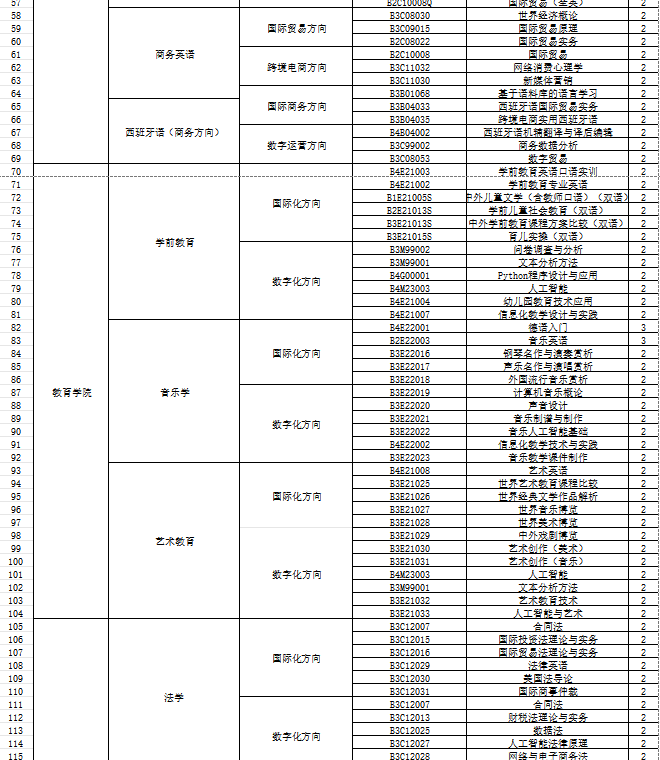 57 B2C10008Q 国际贸易（全英） 2
58 B3C08030 世界经济概论 2
59 商务英语 国际贸易方向 B3C09015 国际贸易原理 2
60 B2C08022 国际贸易实务 2
61 B2C10008 国际贸易 2
62 跨境电商方向 B3C11032 网络消费心理学 2
63 B3C11030 新媒体营销 2
64 B3B01068 基于语料库的语言学习 2
65 国际商务方向 B3B04033 西班牙语国际贸易实务 2
66 B3B04035 跨境电商实用西班牙语 2
67 西班牙语（商务方向） B4B04002 西班牙语机辅翻译与译后编辑 2
68 数字运营方向 B3C99002 商务数据分析 2
69 B3C08053 数字贸易 2
70 B4E21003 学前教育英语口语实训 2
71 B4E21002 学前教育专业英语 2
72 国际化方向 B1E21005S 中外儿童文学（含教师口语）（双语） 2
73 B2E21013S 学前儿童社会教育（双语） 2
74 B3E21013S 中外学前教育课程方案比较（双语） 2
75 学前教育 B3E21015S 育儿实操（双语） 2
76 B3M99002 问卷调查与分析 2
77 B3M99001 文本分析方法 2
78 数字化方向 B4G00001 Python程序设计与应用 2
79 B4M23003 人工智能 2
80 B4E21004 幼儿园教育技术应用 2
81 B4E21007 信息化教学设计与实践 2
82 B4E22001 德语入门 3
83 B2E22003 音乐英语 3
84 国际化方向 B3E22016 钢琴名作与演奏赏析 2
85 B3E22017 声乐名作与演唱赏析 2
86 B3E22018 外国流行音乐赏析 2
87 教育学院 音乐学 B3E22019 计算机音乐概论 2
88 B3E22020 声音设计 2
89 数字化方向 B3E22021 音乐制谱与制作 2
90 B3E22022 音乐人工智能基础 2
91 B4E22002 信息化教学技术与实践 2
92 B3E22023 音乐教学课件制作 2
93 B4E21008 艺术英语 2
94 B3E21025 世界艺术教育课程比较 2
95 国际化方向 B3E21026 世界经典文学作品解析 2
96 B3E21027 世界音乐博览 2
97 B3E21028 世界美术博览 2
98 艺术教育 B3E21029 中外戏剧博览 2
99 B3E21030 艺术创作（美术） 2
100 B3E21031 艺术创作（音乐） 2
101 数字化方向 B4M23003 人工智能 2
102 B3M99001 文本分析方法 2
103 B3E21032 艺术教育技术 2
104 B3E21033 人工智能与艺术 2
105 B3C12007 合同法 2
106 B3C12015 国际投资法理论与实务 2
107 国际化方向 B3C12016 国际贸易法理论与实务 2
108 B3C12029 法律英语 2
109 B3C12030 美国法导论 2
110 法学 B3C12031 国际商事仲裁 2
111 B3C12007 合同法 2
112 B3C12013 财税法理论与实务 2
113 数字化方向 B3C12025 数据法 2
114 B3C12027 人工智能法律原理 2
115 B3C12028 网络与电子商务法 2